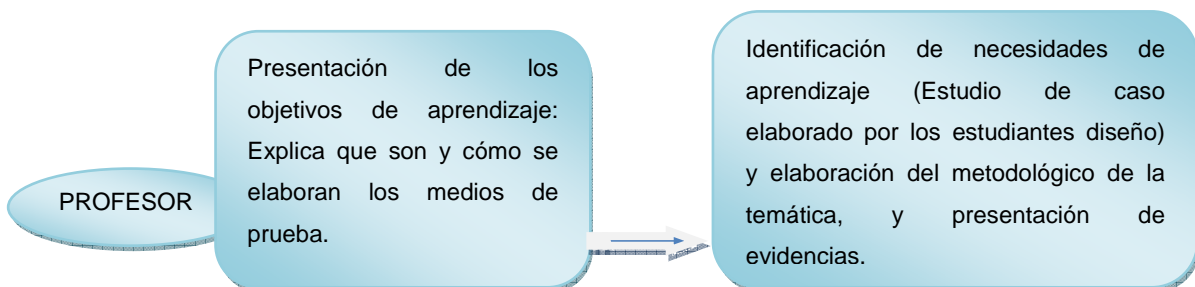 PROFESOR
Presentación de los
objetivos de aprendizaje:
Explica que son y cómo se
elaboran los medios de
prueba.
Identificación de necesidades de
aprendizaje (Estudio de caso
elaborado por los estudiantes diseño)
y elaboración del metodológico de la
temática, y presentación de
evidencias.